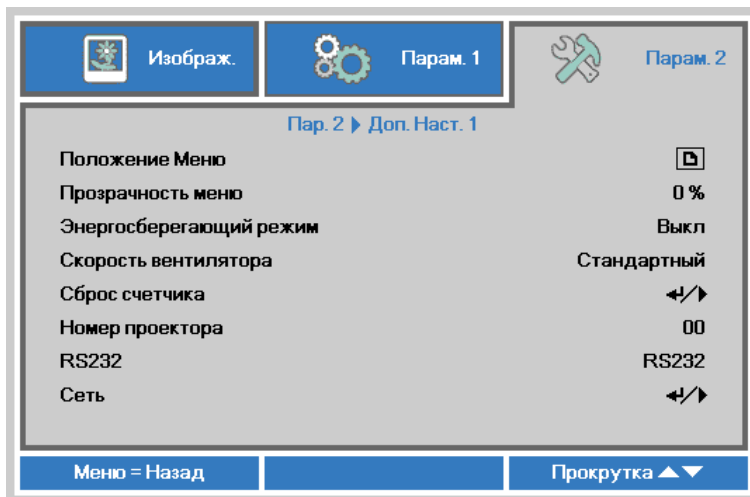 Изображ. Парам. 1 Парам. 2
Пар. 2 Доп. Наст. 1
Положение Меню
Прозрачность меню 0 %
Энергосберегающий режим Выкл
Скорость вентилятора Стандартный
Сброс счетчика
Номер проектора 00
RS232 RS232
Сеть
Меню = Назад Прокрутка